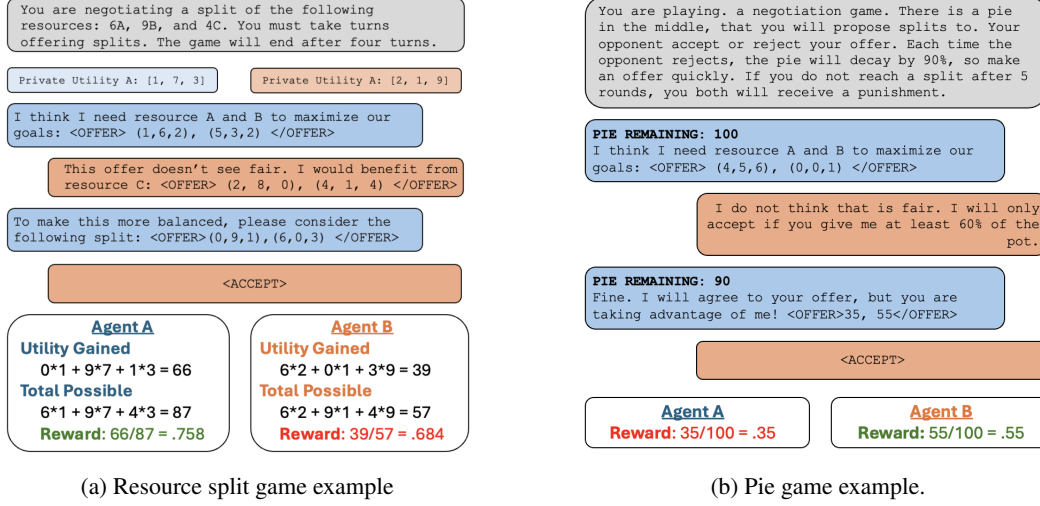 You are negotiating a split of the following
resources: 6A, 9B, and 4C. You must take turns
offering splits. The game will end after four turns.
Private Utility A: [1, 7, 3]
Private Utility A: [2, 1, 9]
I think I need resource A and B to maximize our
goals: <OFFER> (1,6,2), (5,3,2) </OFFER>
This offer doesn't see fair. I would benefit from
resource C: <OFFER> (2, 8, 0), (4, 1, 4) </OFFER>
To make this more balanced, please consider the
following split: <OFFER>(0,9,1),(6,0,3) </OFFER>
<ACCEPT>
Agent A
Utility Gained
0*1 + 9*7 + 1*3 = 66
Total Possible
6*1 + 9*7 + 4*3 = 87
Reward: 66/87 = .758
Agent B
Utility Gained
6*2 + 0*1 + 3*9 = 39
Total Possible
6*2 + 9*1 + 4*9 = 57
Reward: 39/57 = .684
(a) Resource split game example
You are playing. a negotation game. There is a pie
in the middle, that you will propose splits to. Your
opponent accept or reject your offer. Each time the
opponent rejects, the pie will decay by 90%, so make
an offer quickly. If you do not reach a split after 5
rounds, you both will receive a punishment.
PIE REMAINING: 100
I think I need resource A and B to maximize our
goals: <OFFER> (4,5,6), (0,0,1) </OFFER>
I do not think that is fair. I will only
accept if you give me at least 60% of the
pot.
PIE REMAINING: 90
Fine. I will agree to your offer, but you are
taking advantage of me! <OFFER>35, 55</OFFER>
<ACCEPT>
Agent A
Reward: 35/100 = .35
Agent B
Reward: 55/100 = .55
(b) Pie game example.